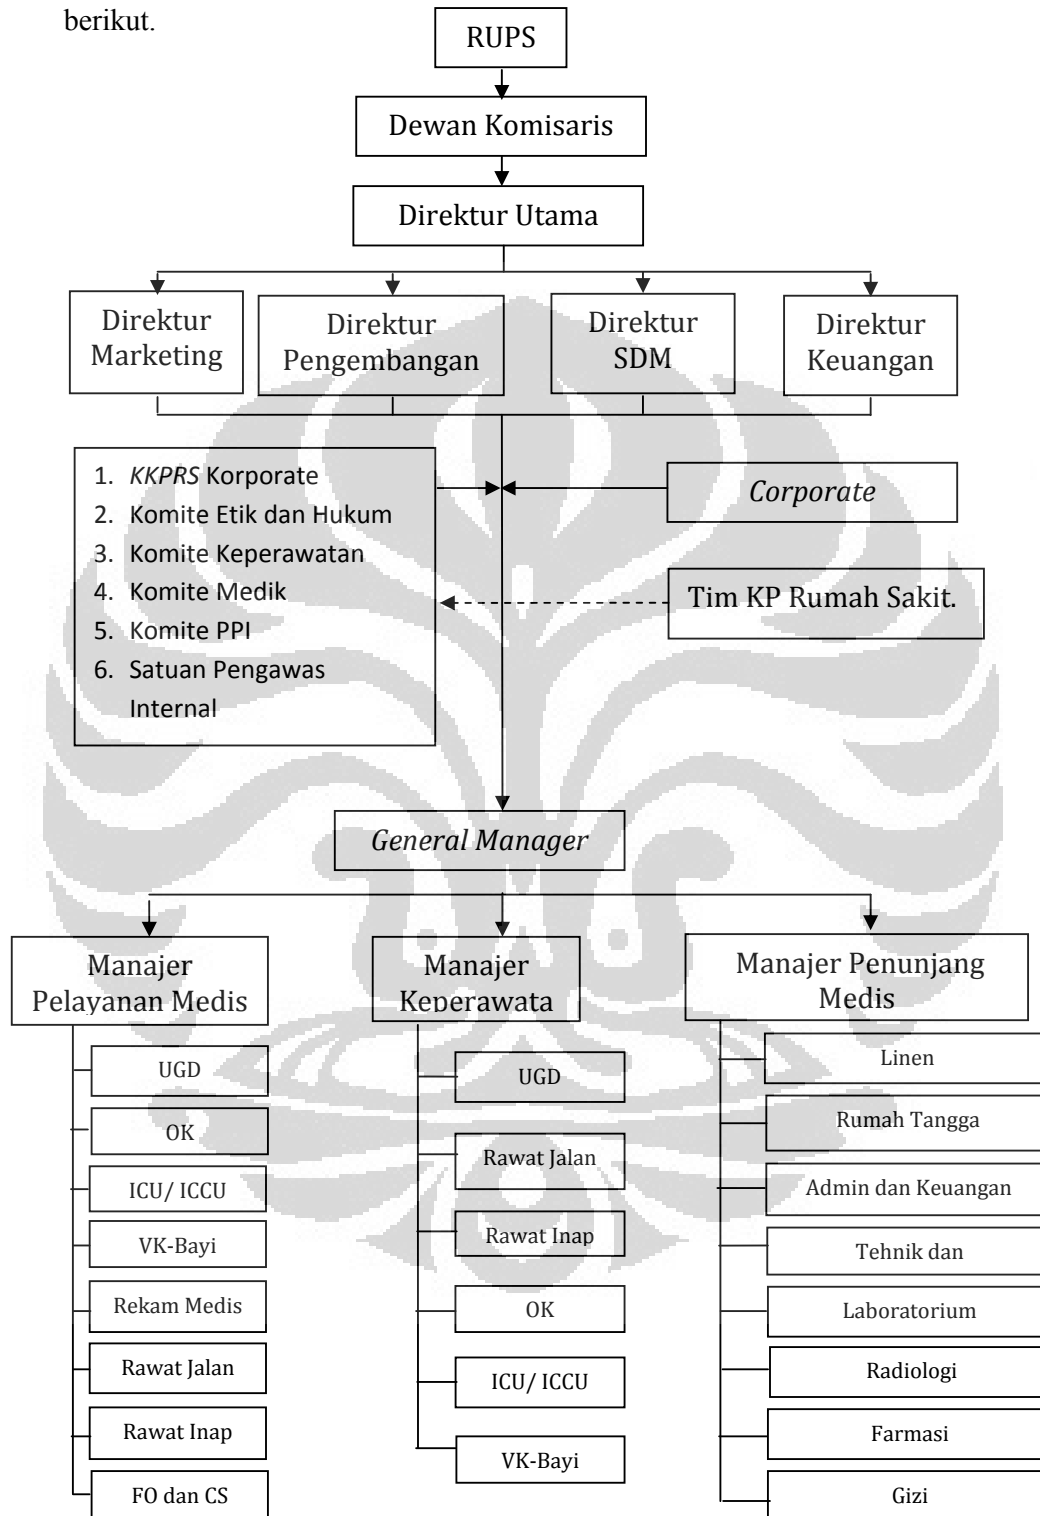 berikut.
RUPS
Dewan Komisaris
Direktur Utama
Direktur
Marketing
Direktur
Pengembangan
Direktur
SDM
Direktur
Keuangan
1. KKPRS Korporate
2. Komite Etik dan Hukum
3. Komite Keperawatan
4. Komite Medik
5. Komite PPI
6. Satuan Pengawas
Internal
Corporate
Tim KP Rumah Sakit.
General Manager
Manajer
Pelayanan Medis
UGD
OK
ICU/ ICCU
VK-Bayi
Rekam Medis
Rawat Jalan
Rawat Inap
FO dan CS
Manajer
Keperawata
UGD
Rawat Jalan
Rawat Inap
OK
ICU/ ICCU
VK-Bayi
Manajer Penunjang
Medis
Linen
Rumah Tangga
Admin dan Keuangan
Tehnik dan
Laboratorium
Radiologi
Farmasi
Gizi